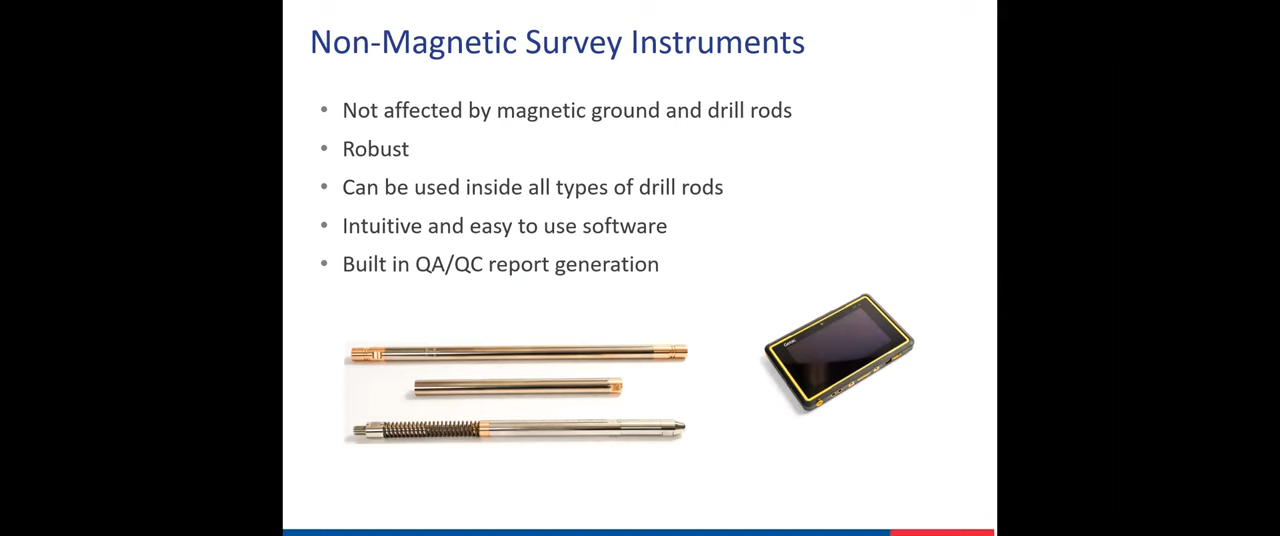 Non-Magnetic Survey Instruments
• Not affected by magnetic ground and drill rods
• Robust
• Can be used inside all types of drill rods
• Intuitive and easy to use software
• Built in QA/QC report generation
Getac